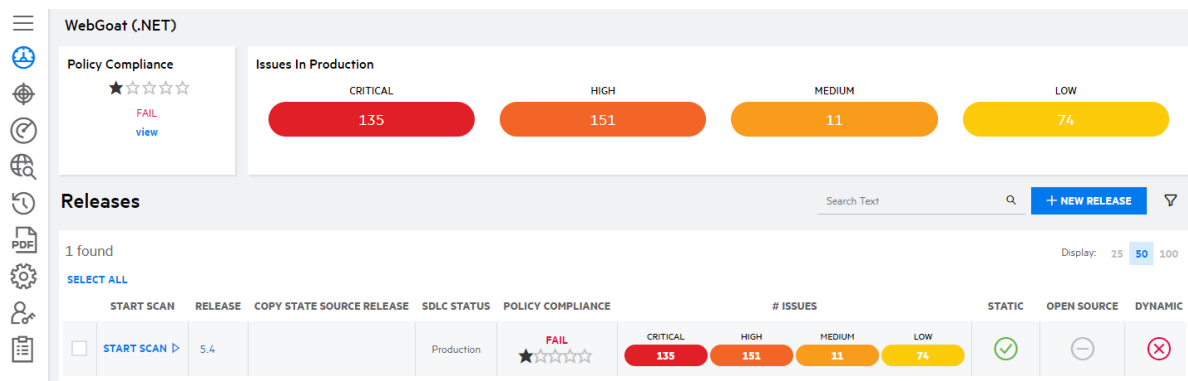 WebGoat (.NET)
Policy Compliance
FAIL
view
Issues In Production
CRITICAL HIGH MEDIUM LOW
135 151 11 74
Releases
Search Text
+ NEW RELEASE
PDF
1 found
Display: 25 50 100
SELECT ALL
START SCAN RELEASE COPY STATE SOURCE RELEASE SDLC STATUS POLICY COMPLIANCE # ISSUES STATIC OPEN SOURCE DYNAMIC
START SCAN 5.4 Production FAIL
CRITICAL HIGH MEDIUM LOW
135 151 11 74